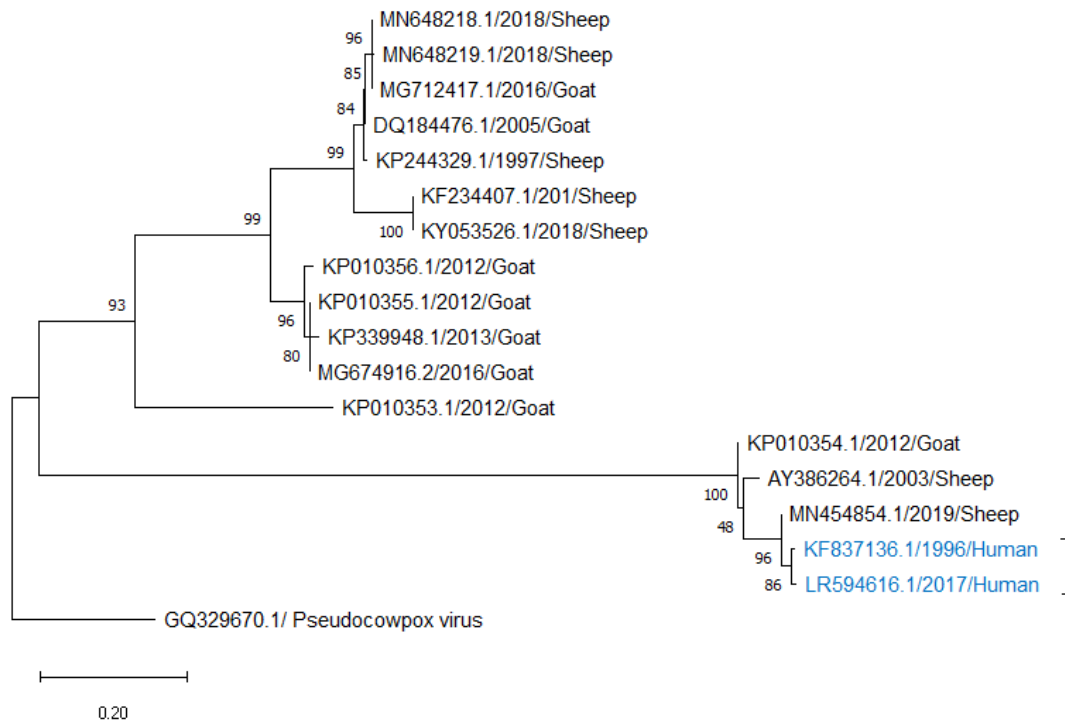 MN648218.1/2018/Sheep
96
MN648219.1/2018/Sheep
85
MG712417.1/2016/Goat
84
DQ184476.1/2005/Goat
99
KP244329.1/1997/Sheep
KF234407.1/201/Sheep
99
100
KY053526.1/2018/Sheep
KP010356.1/2012/Goat
93
KP010355.1/2012/Goat
96
KP339948.1/2013/Goat
80
MG674916.2/2016/Goat
KP010353.1/2012/Goat
KP010354.1/2012/Goat
AY386264.1/2003/Sheep
100
MN454854.1/2019/Sheep
48
KF837136.1/1996/Human
96
LR594616.1/2017/Human
86
GQ329670.1/ Pseudocowpox virus
0.20